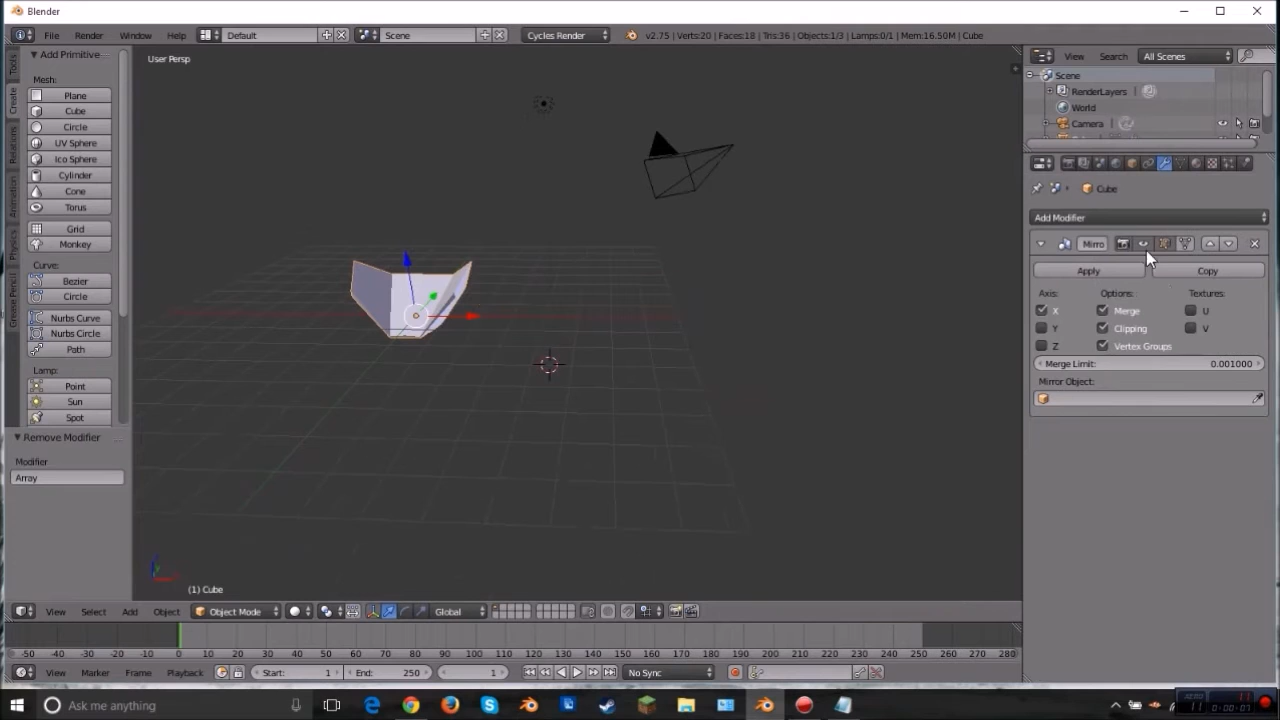 Blender
File Render Window Help Default Scene Cycles Render v2.75 | Verts:20 | Faces:18 | Tris:36 | Objects:1/3 | Lamps:0/1 | Mem:16.50M | Cube
Tools
Create
Relations
Animation
Physics
Grease Pencil
Add Primitive
Mesh:
Plane
Cube
Circle
UV Sphere
Ico Sphere
Cylinder
Cone
Torus
Grid
Monkey
Curve:
Bezier
Circle
Nurbs Curve
Nurbs Circle
Path
Lamp:
Point
Sun
Spot
Remove Modifier
Modifier
Array
User Persp
(1) Cube
View Search All Scenes
Scene
RenderLayers
World
Camera
Cube
Add Modifier
Mirro
Apply Copy
Axis: Options: Textures:
X Merge U
Y Clipping V
Z Vertex Groups
Merge Limit: 0.001000
Mirror Object:
View Select Add Object Object Mode Global
-50 -40 -30 -20 -10 0 10 20 30 40 50 60 70 80 90 100 110 120 130 140 150 160 170 180 190 200 210 220 230 240 250 260 270 280
View Marker Frame Playback Start: 1 End: 250 1 No Sync
Ask me anything